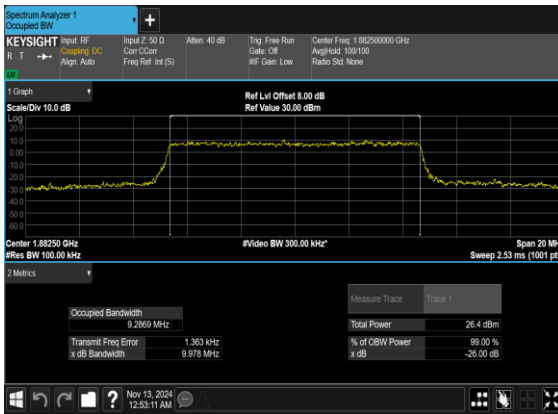 Spectrum Analyzer 1
Occupied BW
KEYSIGHT
R T
Input: RF
Coupling: DC
Align: Auto
Input Z: 50 Ω
Corr CCorr
Freq Ref: Int (S)
Atten: 40 dB
Trig: Free Run
Gate: Off
#IF Gain: Low
Center Freq: 1.882500000 GHz
Avg|Hold: 100/100
Radio Std: None
1 Graph
Scale/Div 10.0 dB
Ref Lvl Offset 8.00 dB
Ref Value 30.00 dBm
Log
20.0
10.0
0.00
-10.0
-20.0
-30.0
-40.0
-50.0
-60.0
Center 1.88250 GHz
#Res BW 100.00 kHz
#Video BW 300.00 kHz*
Span 20 MH
Sweep 2.53 ms (1001 pt
2 Metrics
Measure Trace
Trace 1
Occupied Bandwidth
9.2869 MHz
Total Power
26.4 dBm
Transmit Freq Error
1.363 kHz
% of OBW Power
99.00 %
x dB Bandwidth
9.978 MHz
x dB
-26.00 dB
?
Nov 13, 2024
12:53:11 AM